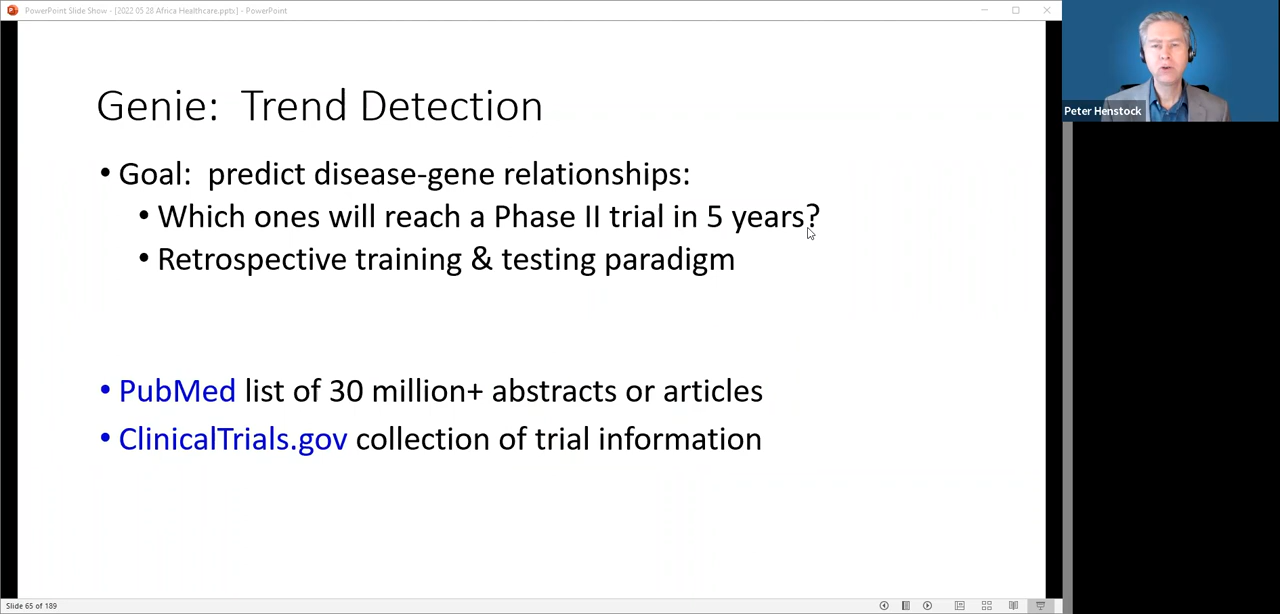 PowerPoint Slide Show - [2022 05 28 Africa Healthcare.pptx] - PowerPoint
Peter Henstock
Genie:  Trend Detection
• Goal:  predict disease-gene relationships:
• Which ones will reach a Phase II trial in 5 years?
• Retrospective training & testing paradigm
• PubMed list of 30 million+ abstracts or articles
• ClinicalTrials.gov collection of trial information
Slide 65 of 189